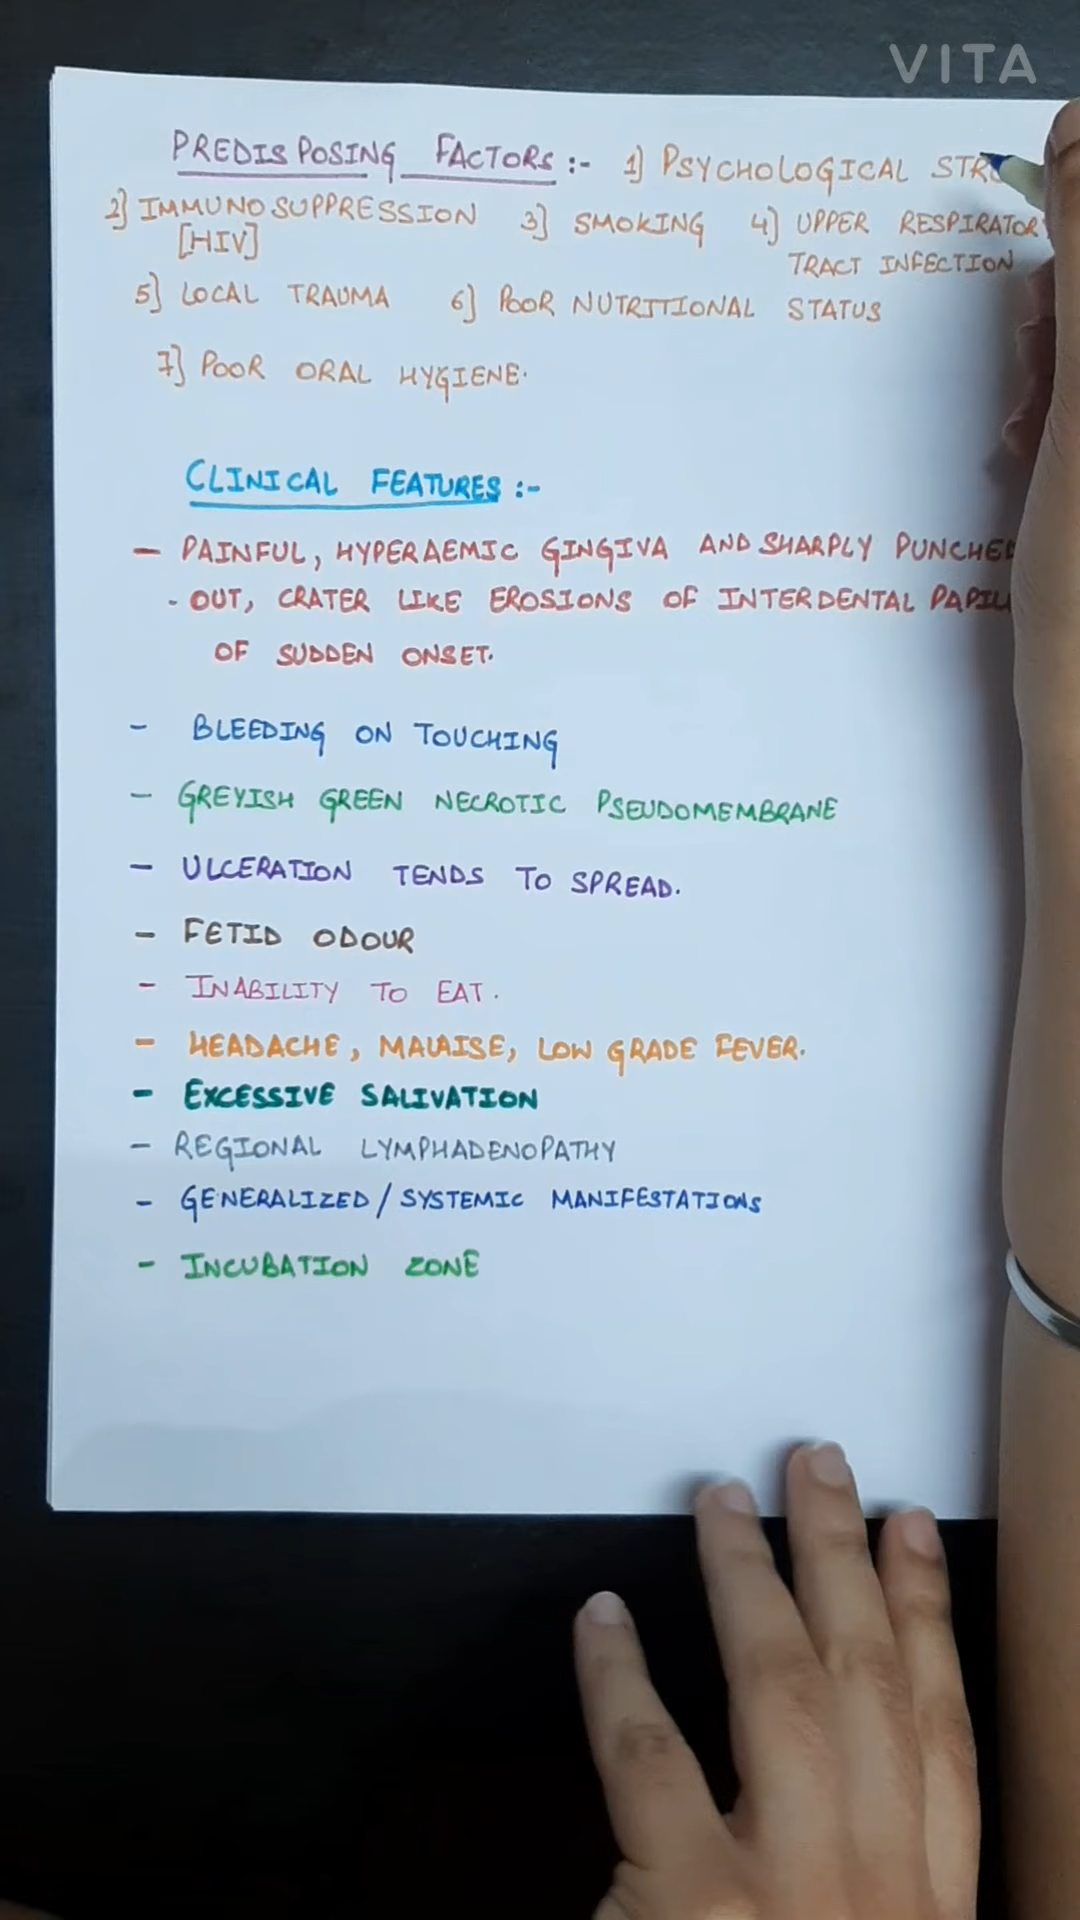 VITA
PREDISPOSING FACTORS :- 1] PSYCHOLOGICAL
2] IMMUNOSUPPRESSION 3] SMOKING 4] UPPER RESPIRATOR
[HIV] TRACT INFECTION
5] LOCAL TRAUMA 6] POOR NUTRITIONAL STATUS
7] POOR ORAL HYGIENE.
CLINICAL FEATURES :-
- PAINFUL, HYPERAEMIC GINGIVA AND SHARPLY PUNCHED
- OUT, CRATER LIKE EROSIONS OF INTERDENTAL
OF SUDDEN ONSET.
- BLEEDING ON TOUCHING
- GREYISH GREEN NECROTIC PSEUDOMEMBRANE
- ULCERATION TENDS TO SPREAD.
- FETID ODOUR
- INABILITY TO EAT.
- HEADACHE, MALAISE, LOW GRADE FEVER.
- EXCESSIVE SALIVATION
- REGIONAL LYMPHADENOPATHY
- GENERALIZED/SYSTEMIC MANIFESTATIONS
- INCUBATION ZONE